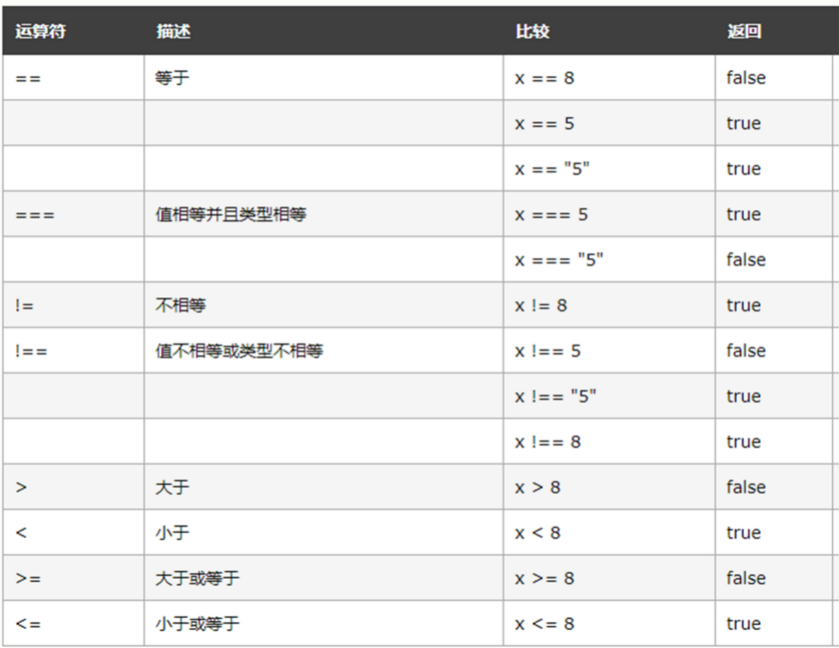 运算符 描述 比较 返回
== 等于 x == 8 false
x == 5 true
x == "5" true
=== 值相等并且类型相等 x === 5 true
x === "5" false
!= 不相等 x != 8 true
!== 值不相等或类型不相等 x !== 5 false
x !== "5" true
x !== 8 true
> 大于 x > 8 false
< 小于 x < 8 true
>= 大于或等于 x >= 8 false
<= 小于或等于 x <= 8 true